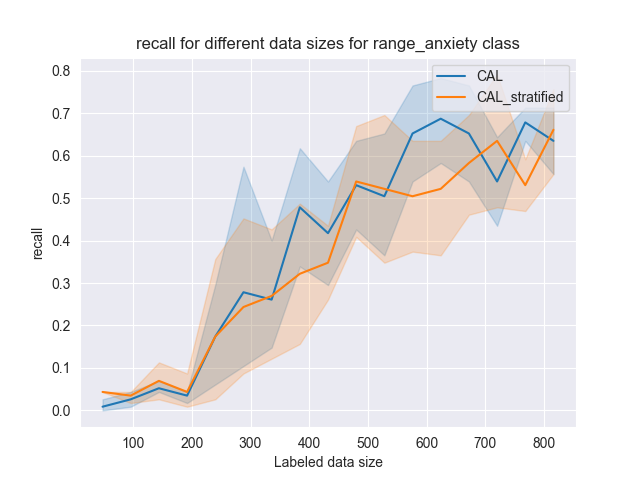 recall for different data sizes for range_anxiety class
CAL
CAL_stratified
recall
0.8
0.7
0.6
0.5
0.4
0.3
0.2
0.1
0.0
100 200 300 400 500 600 700 800
Labeled data size